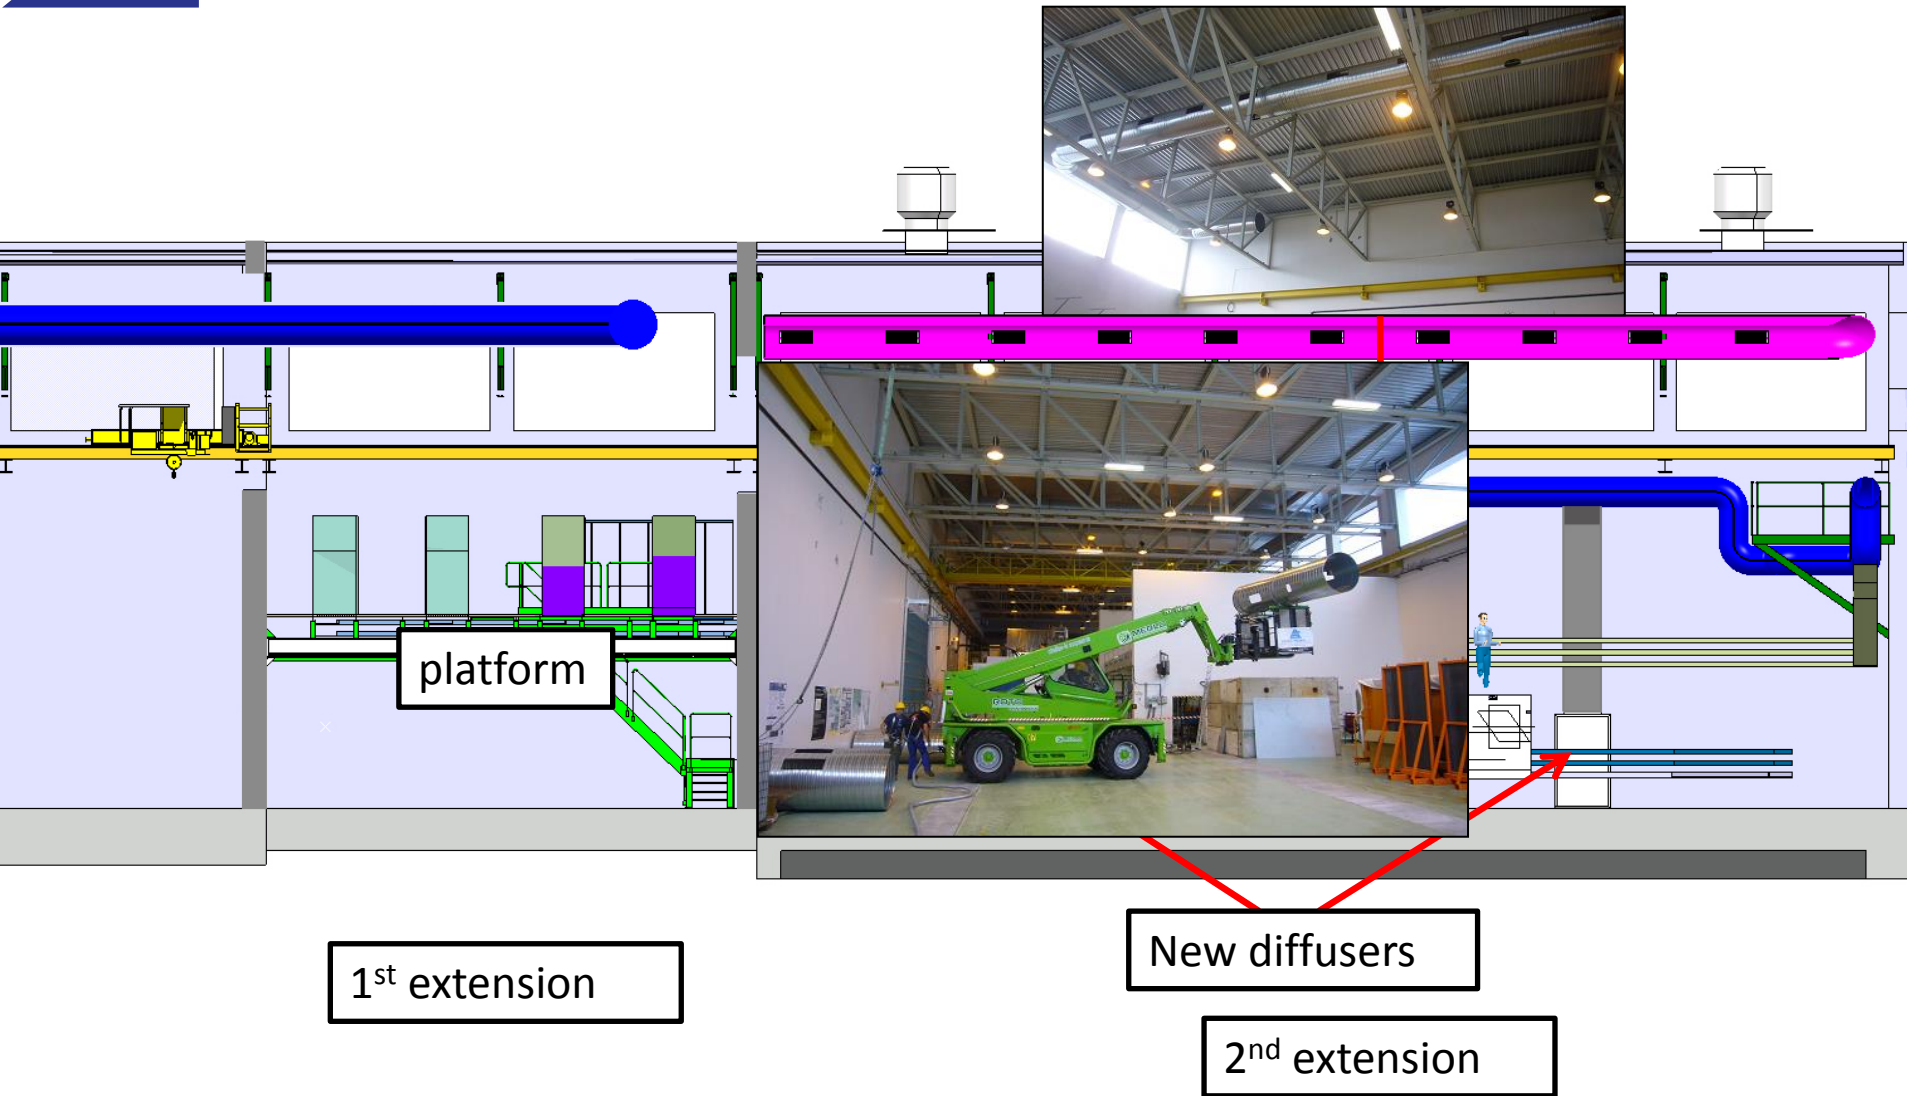 platform
New diffusers
1st extension
2nd extension